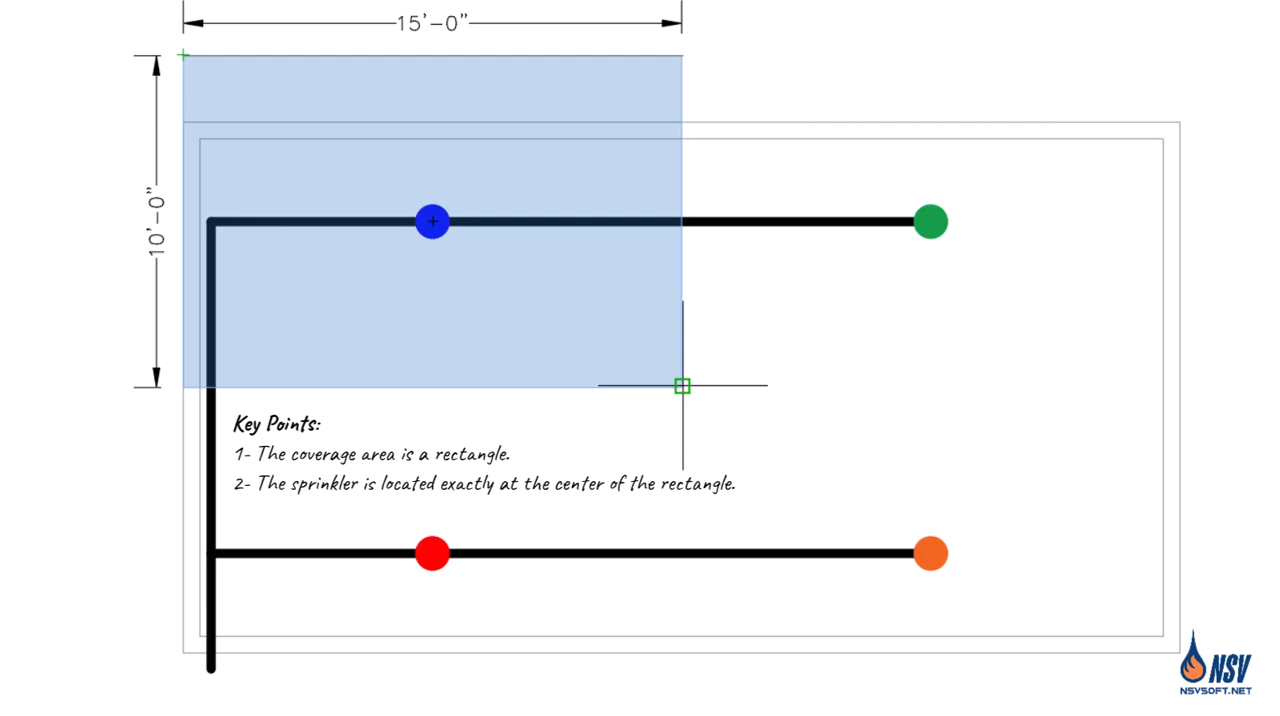 15'-0"
10'-0"
Key Points:
1- The coverage area is a rectangle.
2- The sprinkler is located exactly at the center of the rectangle.
NSV
NSVSOFT.NET